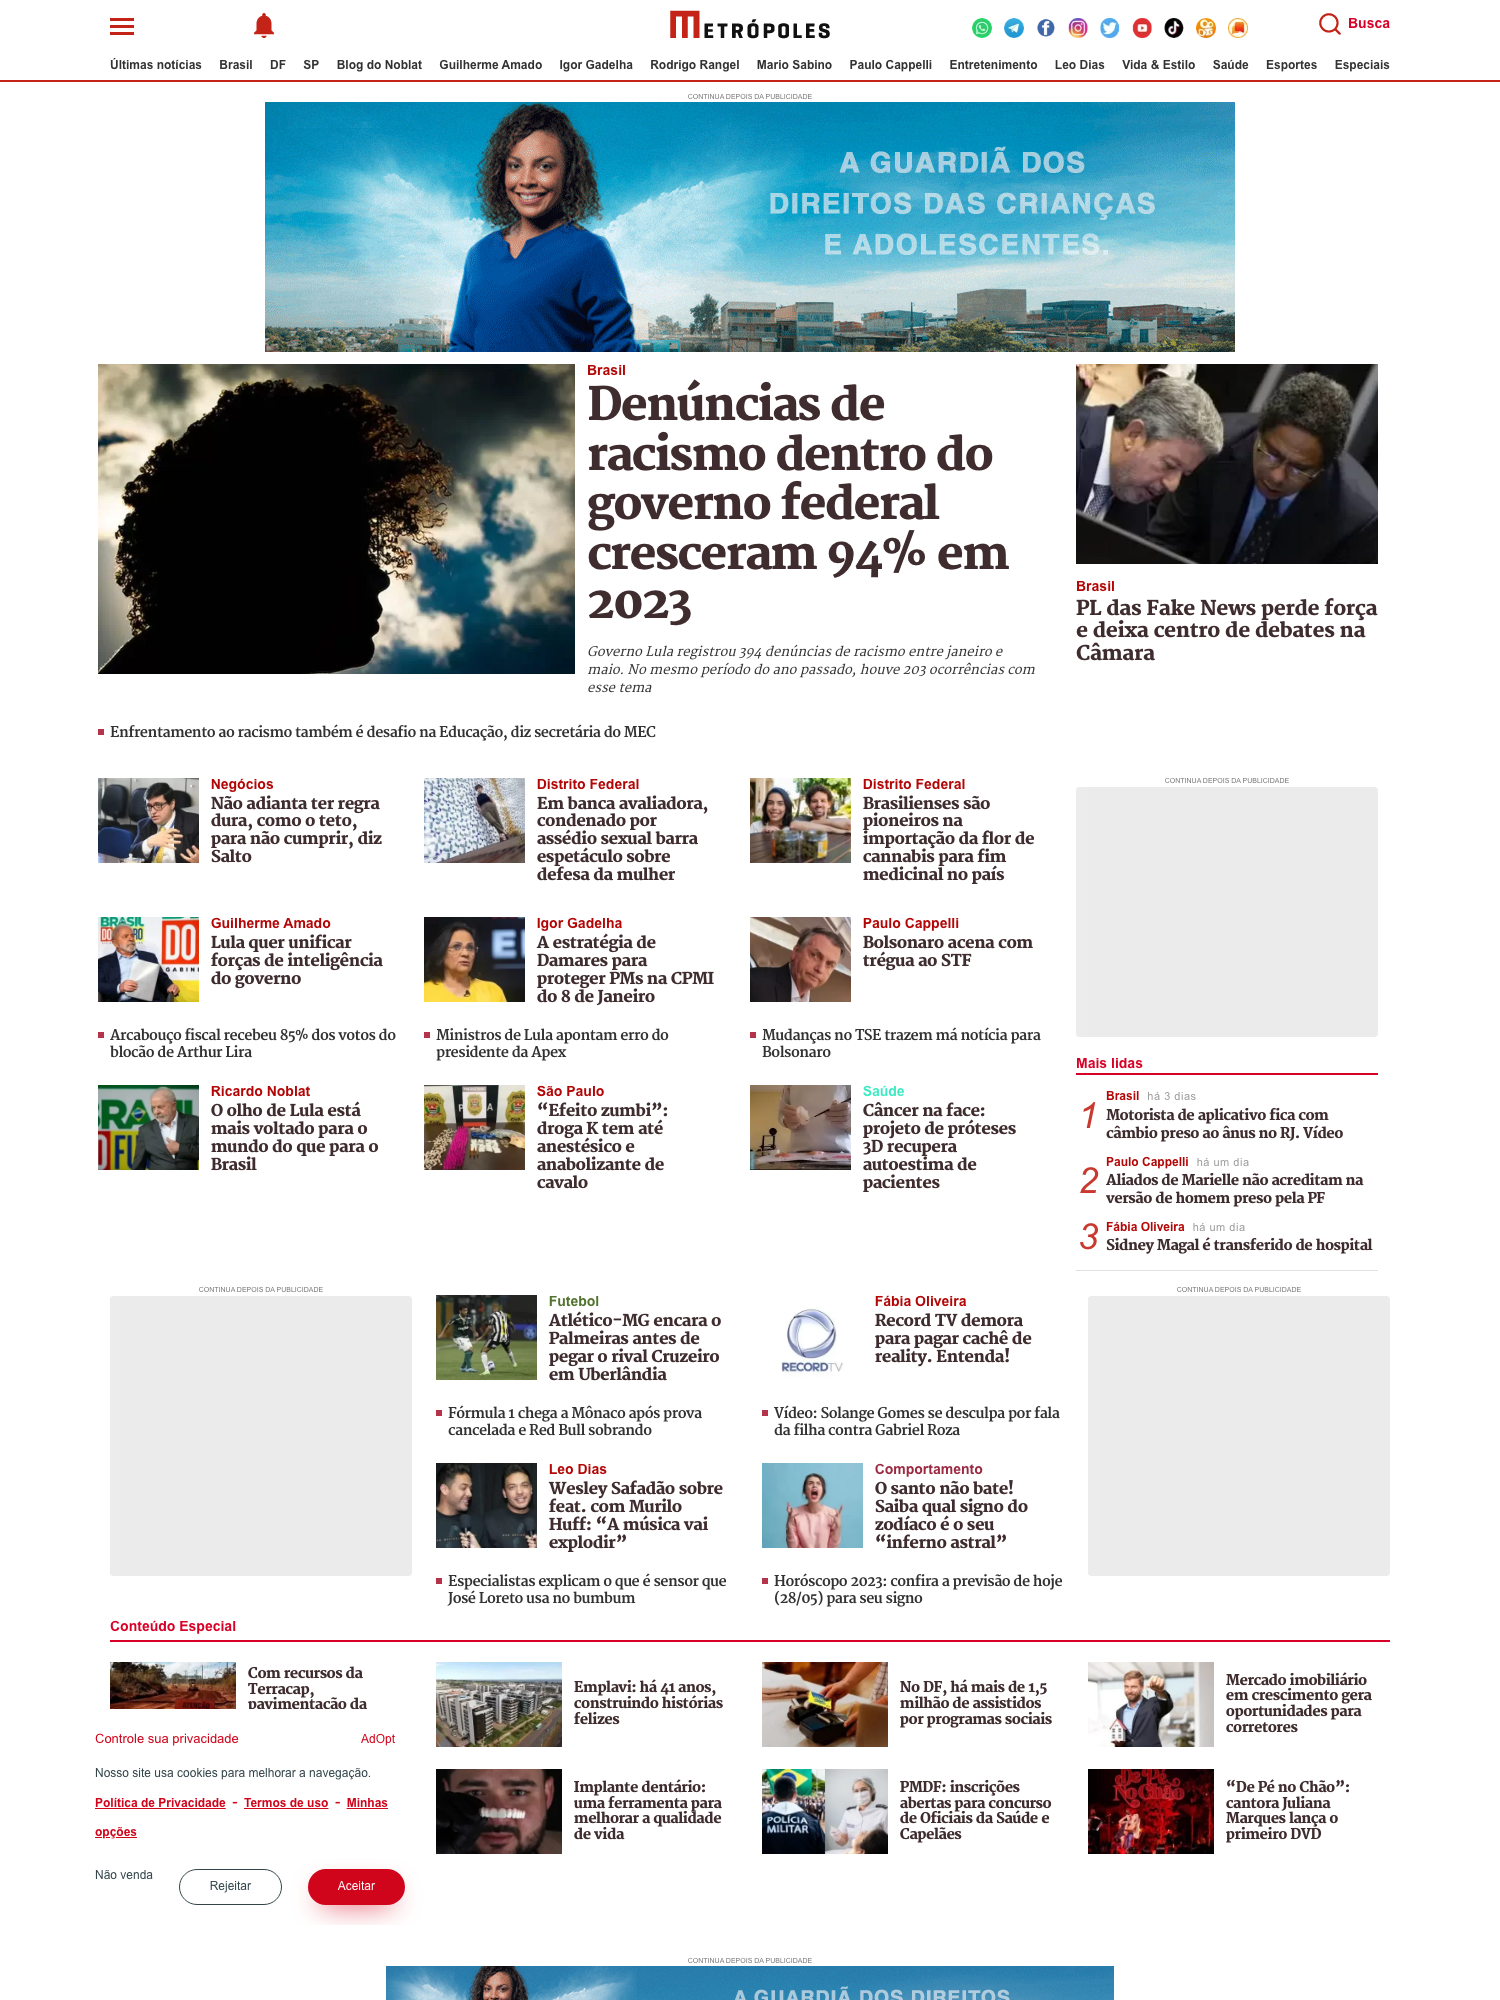 METRÓPOLES
Busca
Últimas notícias Brasil DF SP Blog do Noblat Guilherme Amado Igor Gadelha Rodrigo Rangel Mario Sabino Paulo Cappelli Entretenimento Leo Dias Vida & Estilo Saúde Esportes Especiais
CONTINUA DEPOIS DA PUBLICIDADE
A GUARDIÃ DOS
DIREITOS DAS CRIANÇAS
E ADOLESCENTES.
Brasil
Denúncias de
racismo dentro do
governo federal
cresceram 94% em
2023
Governo Lula registrou 394 denúncias de racismo entre janeiro e
maio. No mesmo período do ano passado, houve 203 ocorrências com
esse tema
Brasil
PL das Fake News perde força
e deixa centro de debates na
Câmara
Enfrentamento ao racismo também é desafio na Educação, diz secretária do MEC
Negócios
Não adianta ter regra
dura, como o teto,
para não cumprir, diz
Salto
Distrito Federal
Em banca avaliadora,
condenado por
assédio sexual barra
espetáculo sobre
defesa da mulher
Distrito Federal
Brasilienses são
pioneiros na
importação da flor de
cannabis para fim
medicinal no país
CONTINUA DEPOIS DA PUBLICIDADE
Guilherme Amado
Lula quer unificar
forças de inteligência
do governo
Igor Gadelha
A estratégia de
Damares para
proteger PMs na CPMI
do 8 de Janeiro
Paulo Cappelli
Bolsonaro acena com
trégua ao STF
Arcabouço fiscal recebeu 85% dos votos do
blocão de Arthur Lira
Ministros de Lula apontam erro do
presidente da Apex
Mudanças no TSE trazem má notícia para
Bolsonaro
Ricardo Noblat
O olho de Lula está
mais voltado para o
mundo do que para o
Brasil
São Paulo
“Efeito zumbi”:
droga K tem até
anestésico e
anabolizante de
cavalo
Saúde
Câncer na face:
projeto de próteses
3D recupera
autoestima de
pacientes
Mais lidas
1
Brasil há 3 dias
Motorista de aplicativo fica com
câmbio preso ao ânus no RJ. Vídeo
2
Paulo Cappelli há um dia
Aliados de Marielle não acreditam na
versão de homem preso pela PF
3
Fábia Oliveira há um dia
Sidney Magal é transferido de hospital
CONTINUA DEPOIS DA PUBLICIDADE
Futebol
Atlético-MG encara o
Palmeiras antes de
pegar o rival Cruzeiro
em Uberlândia
RECORDTV
Fábia Oliveira
Record TV demora
para pagar cachê de
reality. Entenda!
CONTINUA DEPOIS DA PUBLICIDADE
Fórmula 1 chega a Mônaco após prova
cancelada e Red Bull sobrando
Vídeo: Solange Gomes se desculpa por fala
da filha contra Gabriel Roza
Leo Dias
Wesley Safadão sobre
feat. com Murilo
Huff: “A música vai
explodir”
Comportamento
O santo não bate!
Saiba qual signo do
zodíaco é o seu
“inferno astral”
Especialistas explicam o que é sensor que
José Loreto usa no bumbum
Horóscopo 2023: confira a previsão de hoje
(28/05) para seu signo
Conteúdo Especial
Com recursos da
Terracap,
pavimentação da
Emplavi: há 41 anos,
construindo histórias
felizes
No DF, há mais de 1,5
milhão de assistidos
por programas sociais
Mercado imobiliário
em crescimento gera
oportunidades para
corretores
Implante dentário:
uma ferramenta para
melhorar a qualidade
de vida
POLÍCIA
MILITAR
PMDF: inscrições
abertas para concurso
de Oficiais da Saúde e
Capelães
De Pé
No Chão
“De Pé no Chão”:
cantora Juliana
Marques lança o
primeiro DVD
Controle sua privacidade AdOpt
Nosso site usa cookies para melhorar a navegação.
Política de Privacidade - Termos de uso - Minhas
opções
Não venda
Rejeitar
Aceitar
CONTINUA DEPOIS DA PUBLICIDADE
A GUARDIÃ DOS DIREITOS